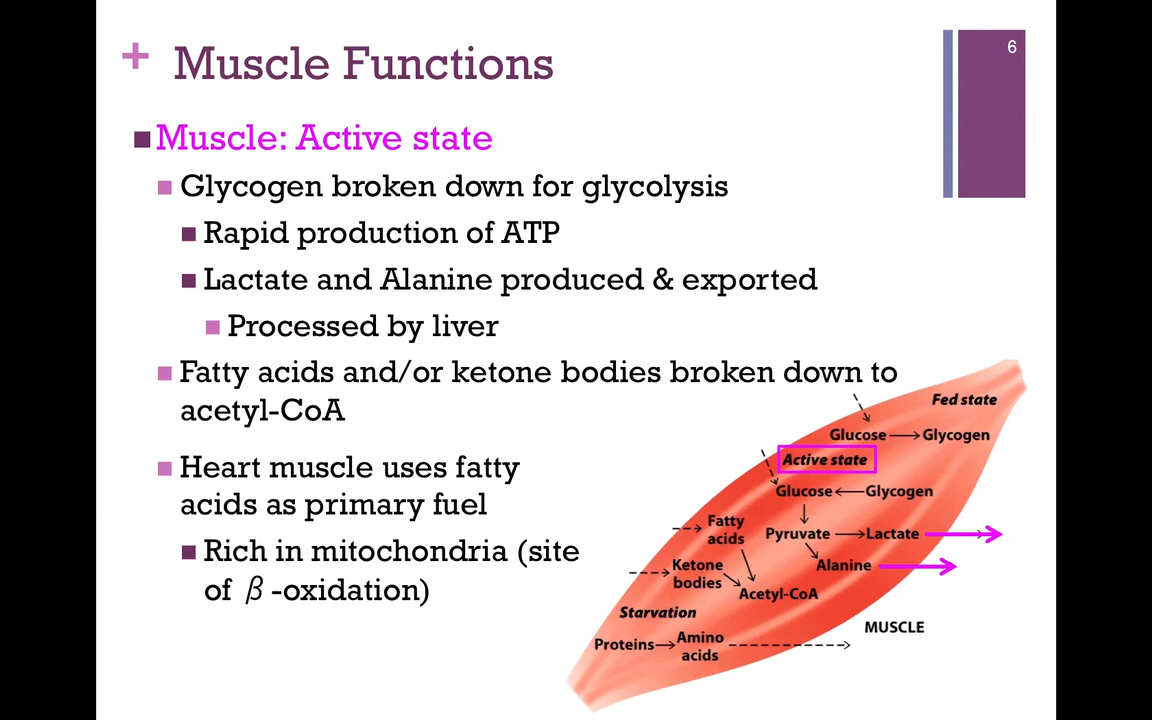 + Muscle Functions
6
Muscle: Active state
Glycogen broken down for glycolysis
Rapid production of ATP
Lactate and Alanine produced & exported
Processed by liver
Fatty acids and/or ketone bodies broken down to
acetyl-CoA
Heart muscle uses fatty
acids as primary fuel
Rich in mitochondria (site
of β-oxidation)
Fed state
Glucose Glycogen
Active state
Glucose Glycogen
Fatty
acids
Pyruvate Lactate
Ketone
bodies
Alanine
Acetyl-CoA
Starvation
Proteins Amino
acids
MUSCLE